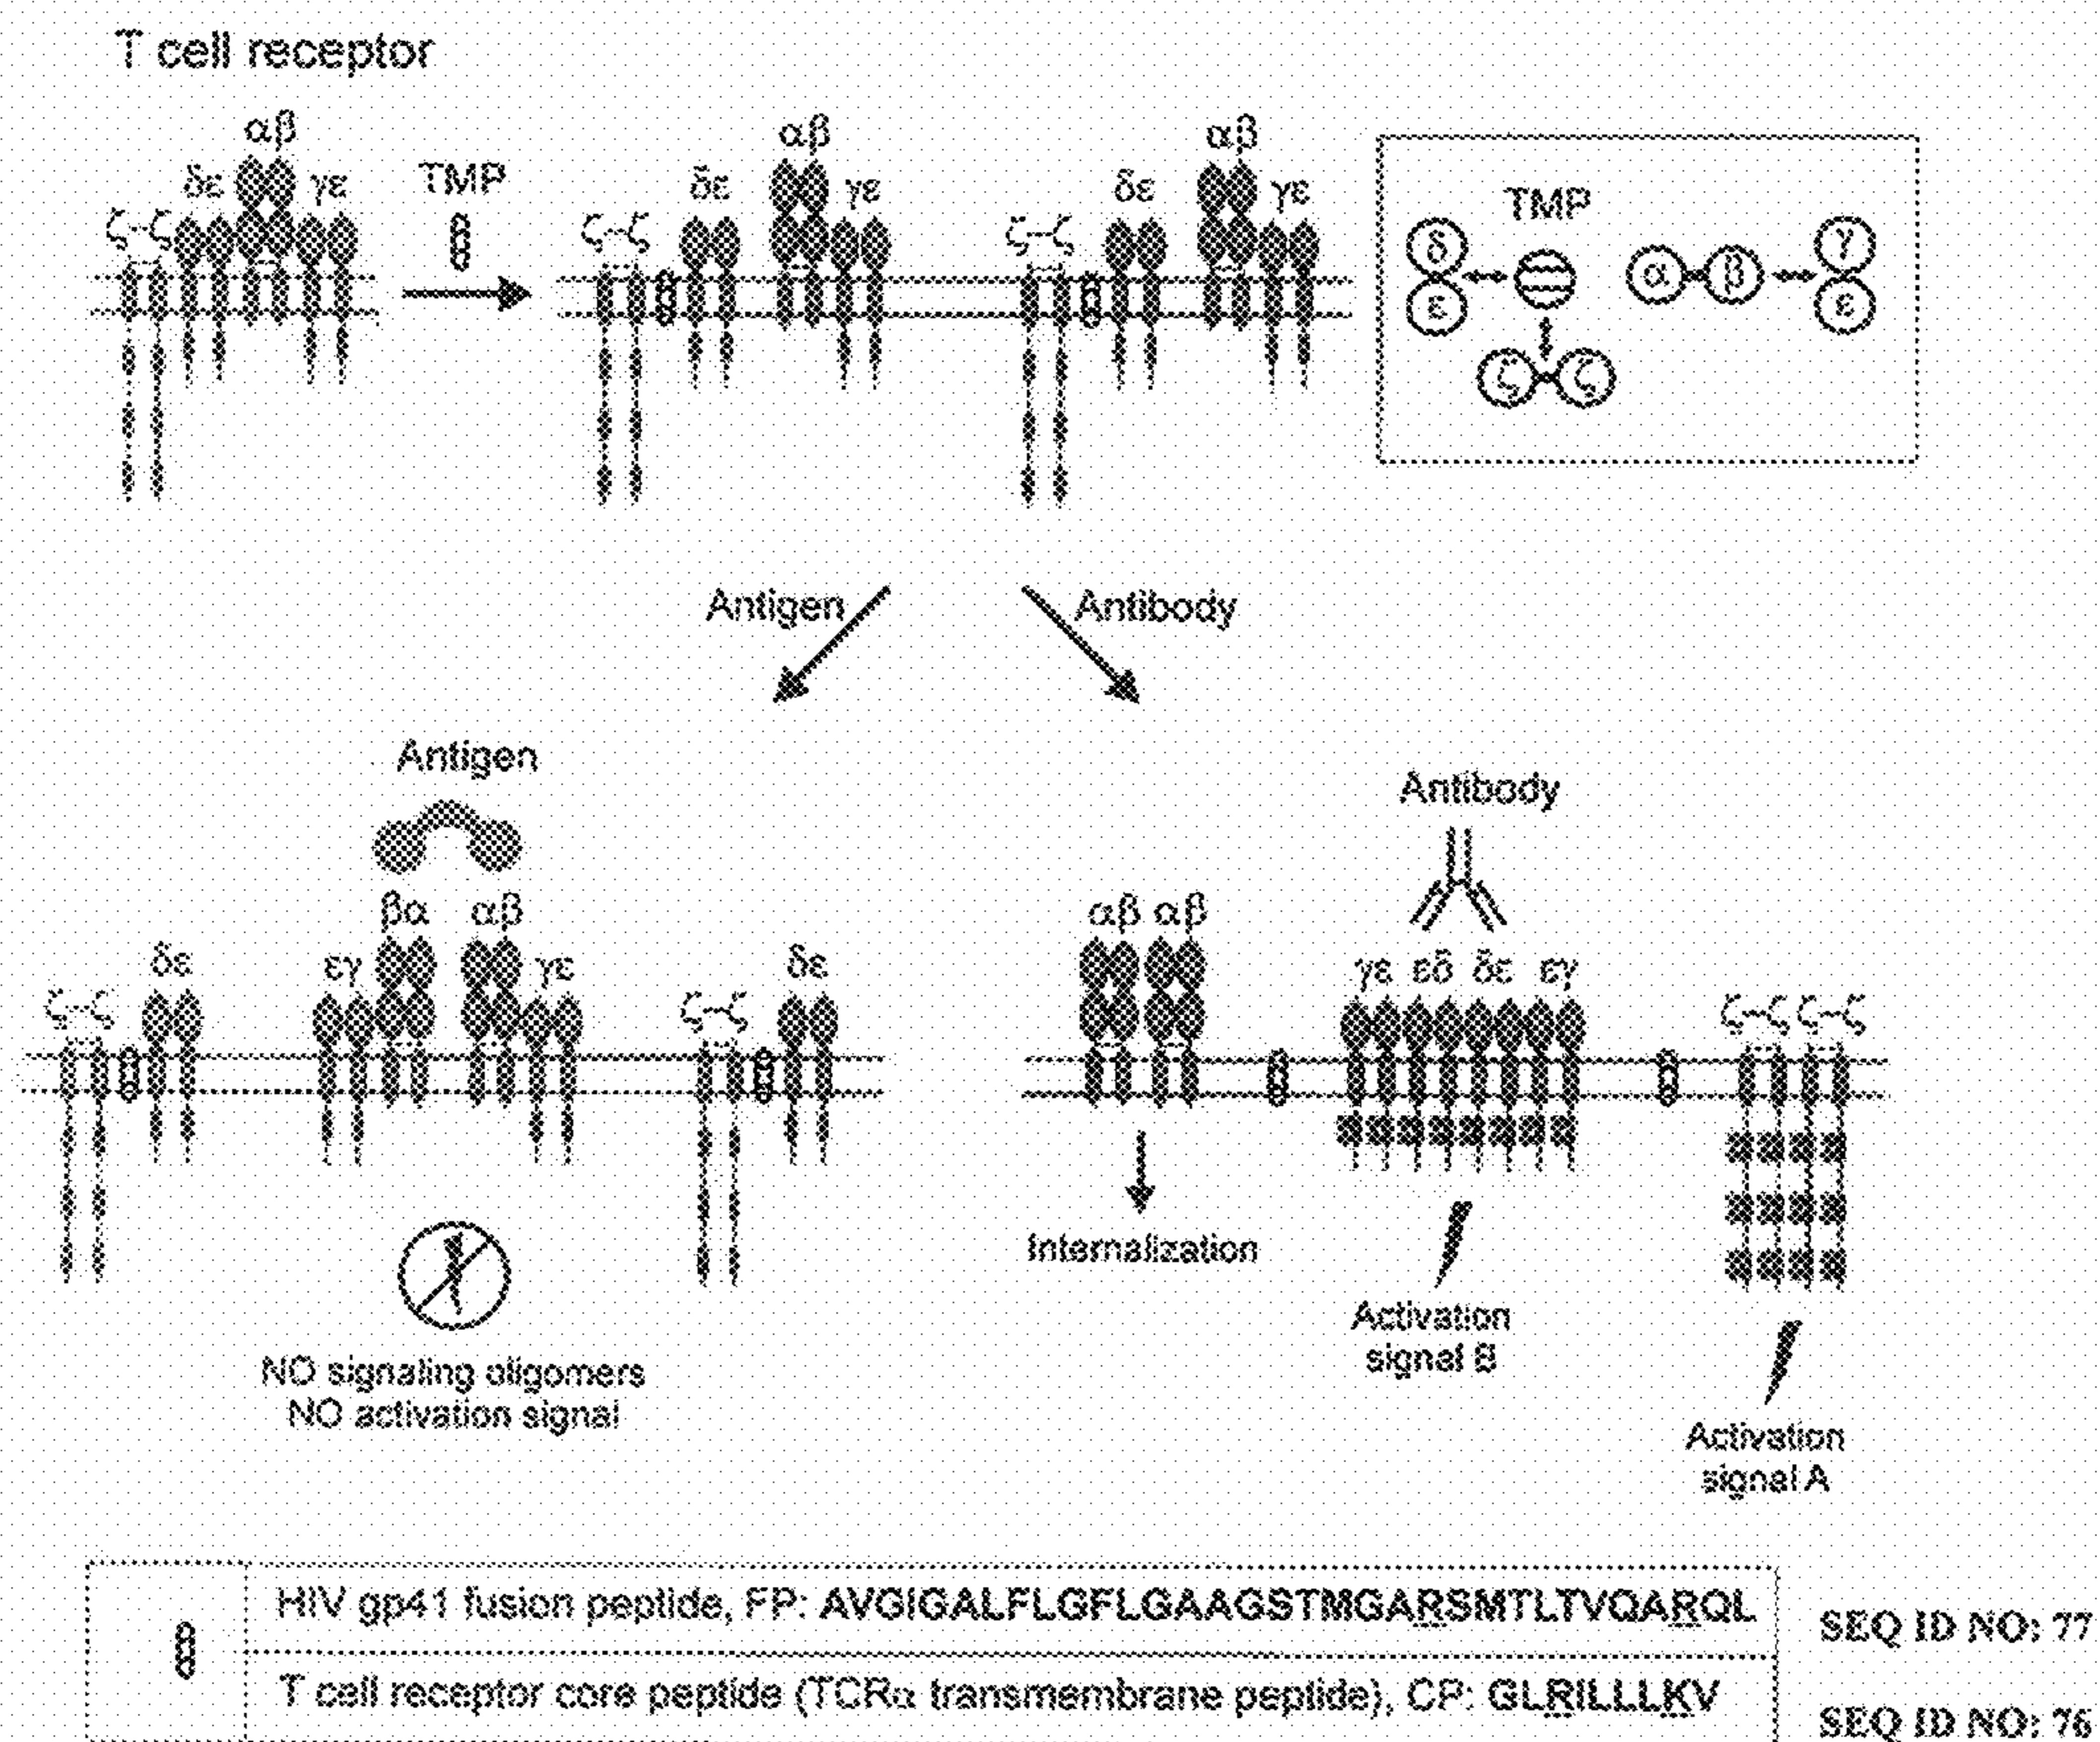 T cell receptor
αβ
δε
γε
ζ-ζ
TMP
αβ
δε
γε
ζ-ζ
αβ
δε
γε
ζ-ζ
TMP
δ
ε
α
β
γ
ε
ζ
ζ
Antigen
Antibody
Antigen
βα
αβ
δε
εγ
γε
δε
ζ-ζ
ζ-ζ
NO signaling oligomers
NO activation signal
Antibody
αβ αβ
γε εδ δε εγ
ζ-ζ ζ-ζ
Internalization
Activation
signal B
Activation
signal A
HIV gp41 fusion peptide, FP: AVGIGALFLGFLGAAGSTMGARSMTLTVQARQL
SEQ ID NO: 77
T cell receptor core peptide (TCRα transmembrane peptide), CP: GLRILLLKV
SEQ ID NO: 76